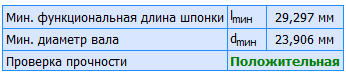 Мин. функциональная длина шпонки lмин 29,297 мм
Мин. диаметр вала dмин 23,906 мм
Проверка прочности Положительная